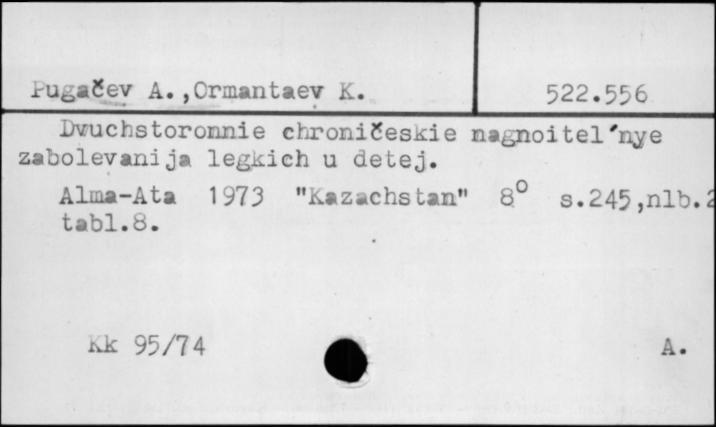 Pugačev A.,Ormantaev K.
522.556
Dvuchstoronnie chroničeskie nagnoitel'nye
zabolevanija legkich u detej.
Alma-Ata 1973 "Kazachstan" 8° s.245,nlb.2
tabl.8.
Kk 95/74
A.